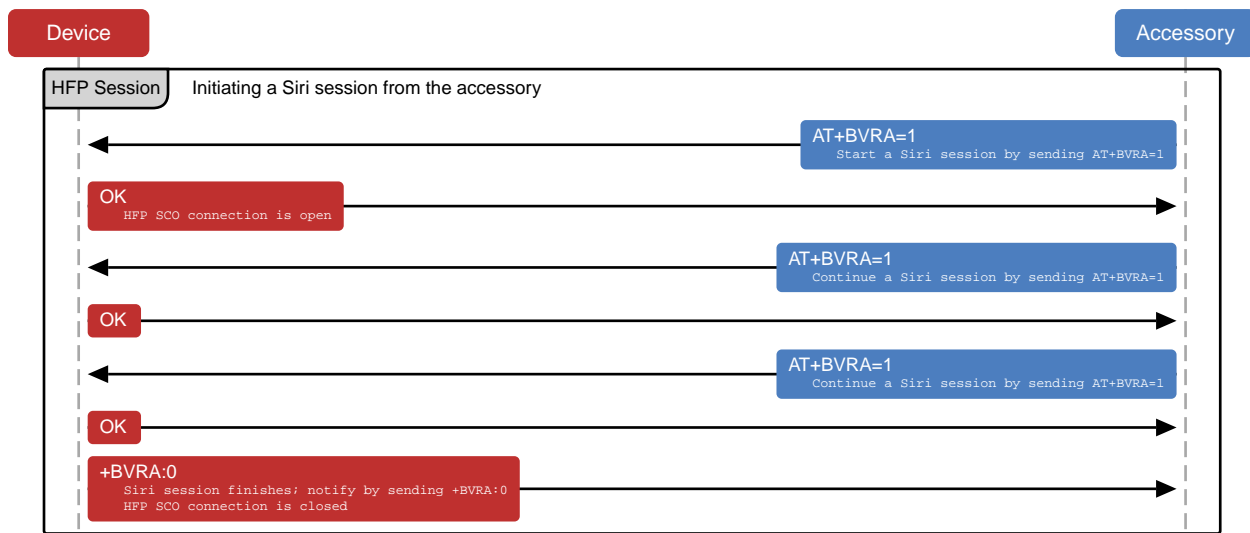 Device
Accessory
HFP Session
Initiating a Siri session from the accessory
AT+BVRA=1
Start a Siri session by sending AT+BVRA=1
OK
HFP SCO connection is open
AT+BVRA=1
Continue a Siri session by sending AT+BVRA=1
OK
AT+BVRA=1
Continue a Siri session by sending AT+BVRA=1
OK
+BVRA:0
Siri session finishes; notify by sending +BVRA:0
HFP SCO connection is closed